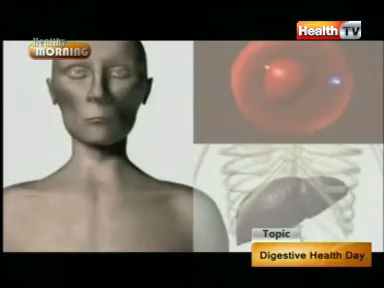 Health
MORNING
Health TV
Topic
Digestive Health Day